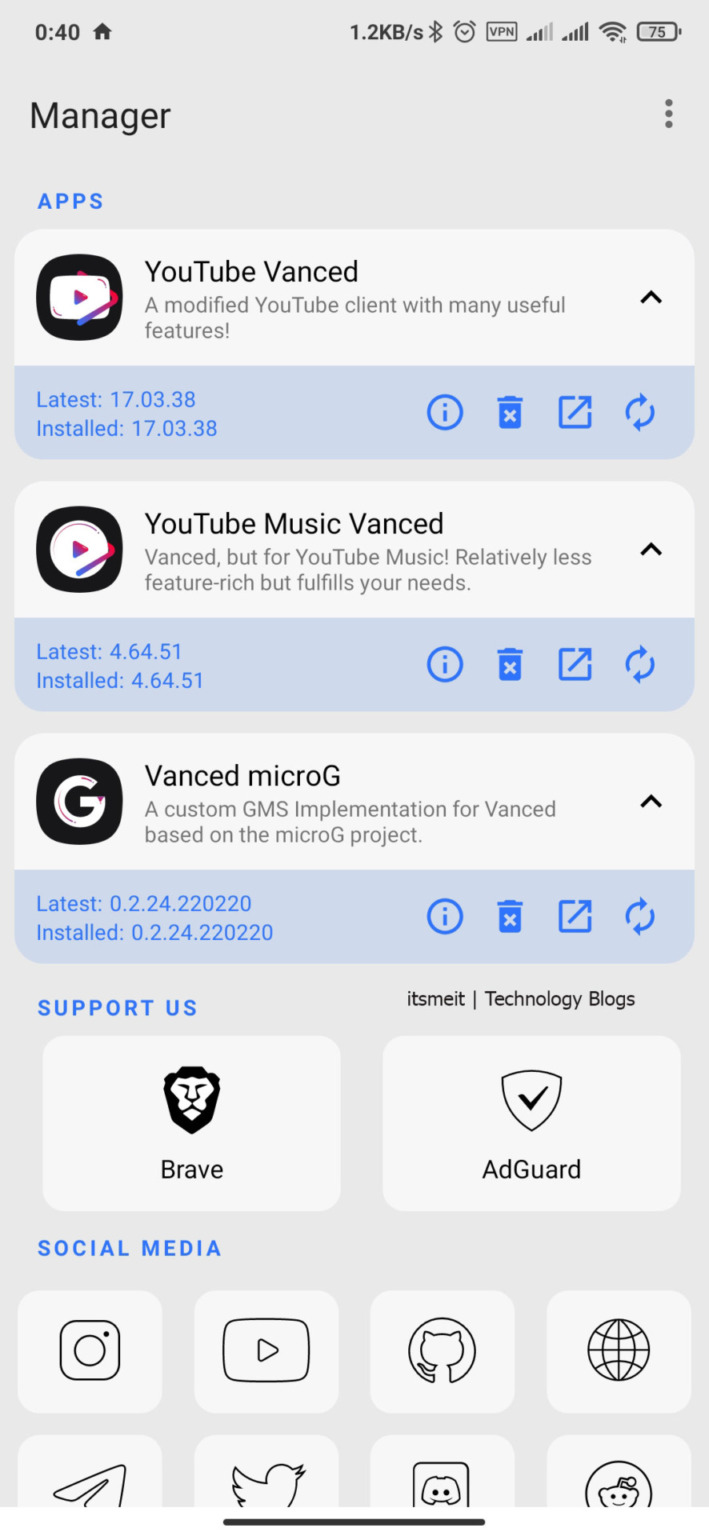 0:40 1.2KB/s VPN 75
Manager
APPS
YouTube Vanced
A modified YouTube client with many useful
features!
Latest: 17.03.38
Installed: 17.03.38
YouTube Music Vanced
Vanced, but for YouTube Music! Relatively less
feature-rich but fulfills your needs.
Latest: 4.64.51
Installed: 4.64.51
Vanced microG
A custom GMS Implementation for Vanced
based on the microG project.
Latest: 0.2.24.220220
Installed: 0.2.24.220220
SUPPORT US
itsmeit | Technology Blogs
Brave
AdGuard
SOCIAL MEDIA